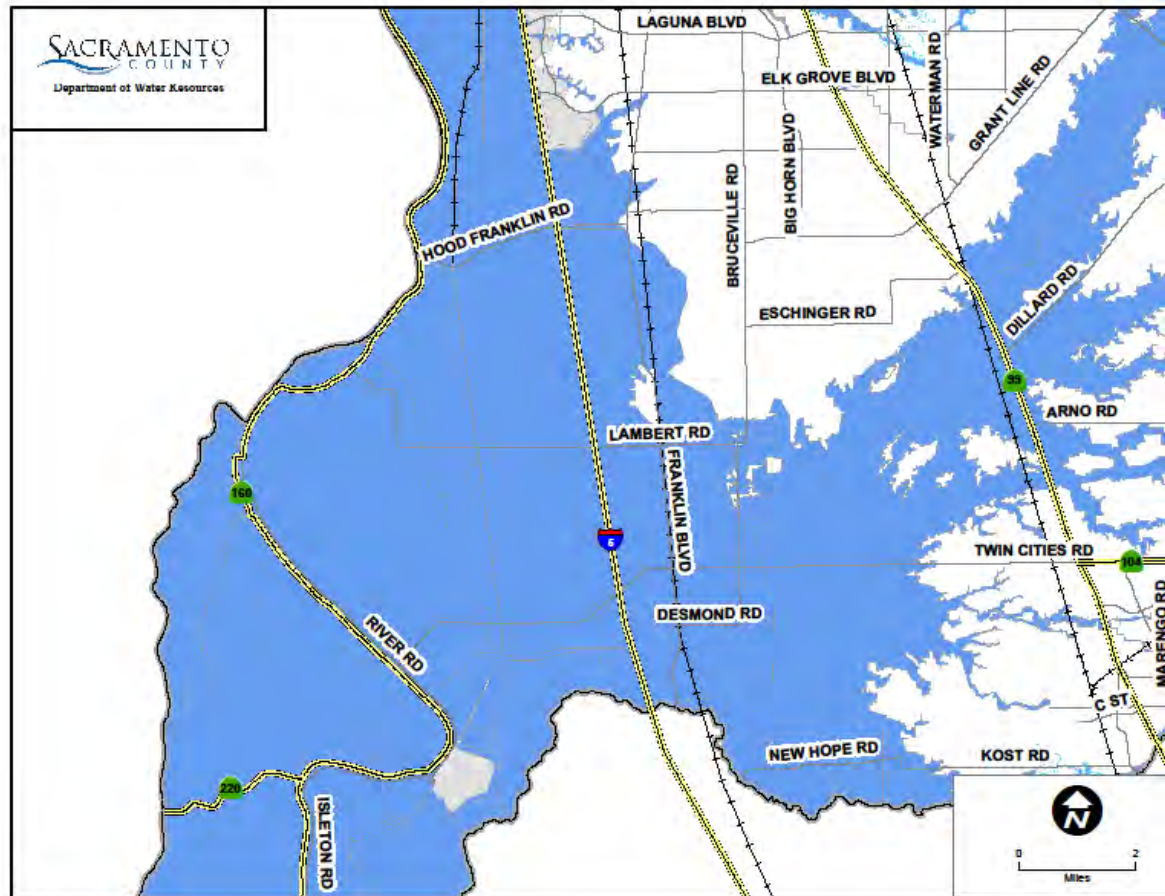 SACRAMENTO
COUNTY
Department of Water Resources
LAGUNA BLVD
ELK GROVE BLVD
WATERMAN RD
GRANT LINE RD
BIG HORN BLVD
BRUCEVILLE RD
HOOD FRANKLIN RD
DILLARD RD
ESCHINGER RD
99
ARNO RD
LAMBERT RD
FRANKLIN BLVD
160
5
TWIN CITIES RD
104
DESMOND RD
MARENGO RD
RIVER RD
C ST
NEW HOPE RD
KOST RD
220
ISLETON RD
N
0 2
Miles